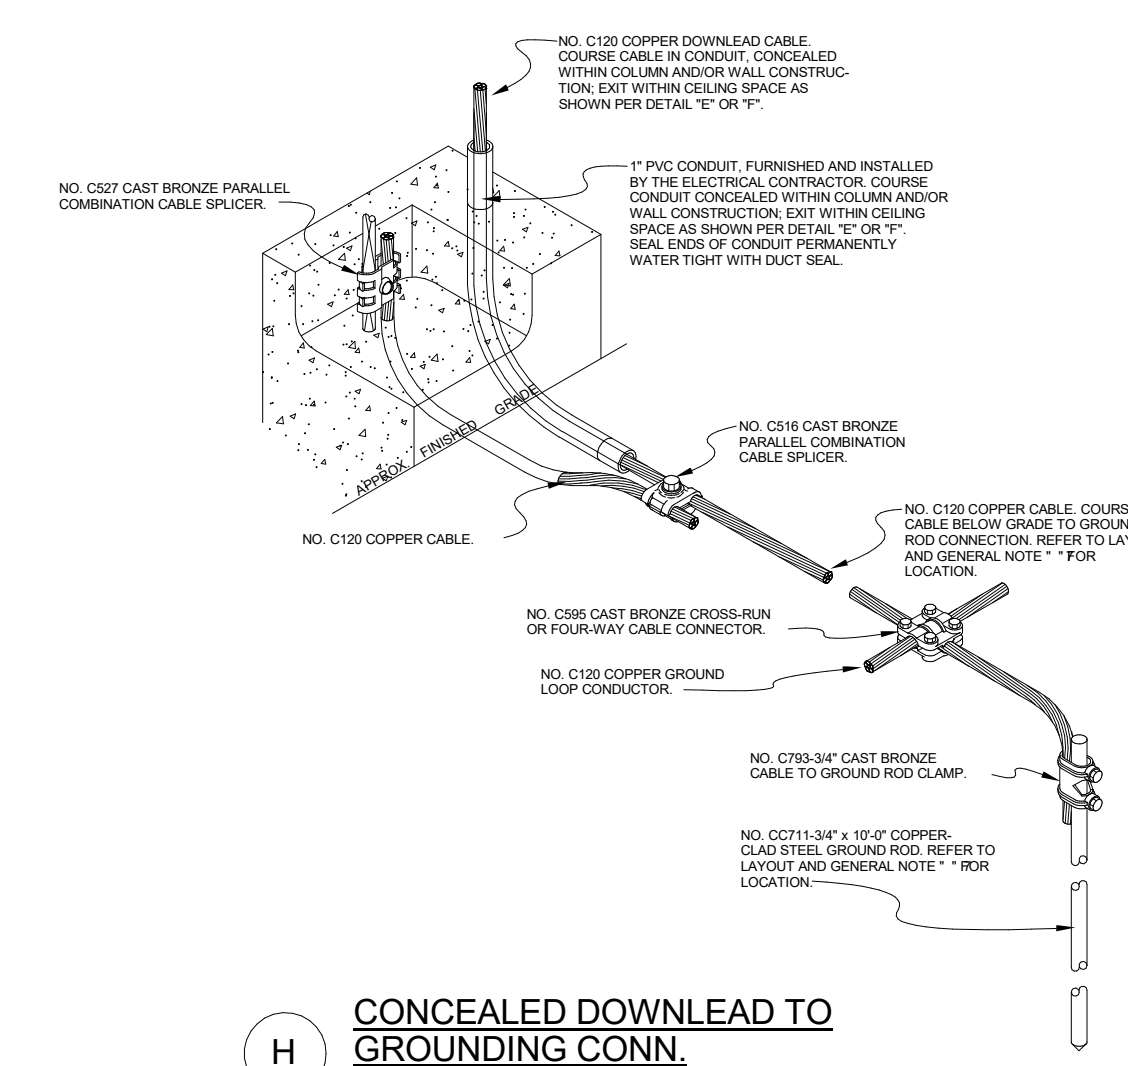 NO. C120 COPPER DOWNLEAD CABLE.
COURSE CABLE IN CONDUIT, CONCEALED
WITHIN COLUMN AND/OR WALL CONSTRUC-
TION; EXIT WITHIN CEILING SPACE AS
SHOWN PER DETAIL "E" OR "F".
1" PVC CONDUIT, FURNISHED AND INSTALLED
BY THE ELECTRICAL CONTRACTOR. COURSE
CONDUIT CONCEALED WITHIN COLUMN AND/OR
WALL CONSTRUCTION; EXIT WITHIN CEILING
SPACE AS SHOWN PER DETAIL "E" OR "F".
SEAL ENDS OF CONDUIT PERMANENTLY
WATER TIGHT WITH DUCT SEAL.
NO. C527 CAST BRONZE PARALLEL
COMBINATION CABLE SPLICER.
APPROX. FINISHED GRADE
NO. C516 CAST BRONZE
PARALLEL COMBINATION
CABLE SPLICER.
NO. C120 COPPER CABLE.
NO. C120 COPPER CABLE. COURS
CABLE BELOW GRADE TO GROUN
ROD CONNECTION. REFER TO LAY
AND GENERAL NOTE " 7" FOR
LOCATION.
NO. C595 CAST BRONZE CROSS-RUN
OR FOUR-WAY CABLE CONNECTOR.
NO. C120 COPPER GROUND
LOOP CONDUCTOR.
NO. C793-3/4" CAST BRONZE
CABLE TO GROUND ROD CLAMP.
NO. CC711-3/4" x 10'-0" COPPER-
CLAD STEEL GROUND ROD. REFER TO
LAYOUT AND GENERAL NOTE " 7" FOR
LOCATION.
H
CONCEALED DOWNLEAD TO
GROUNDING CONN.